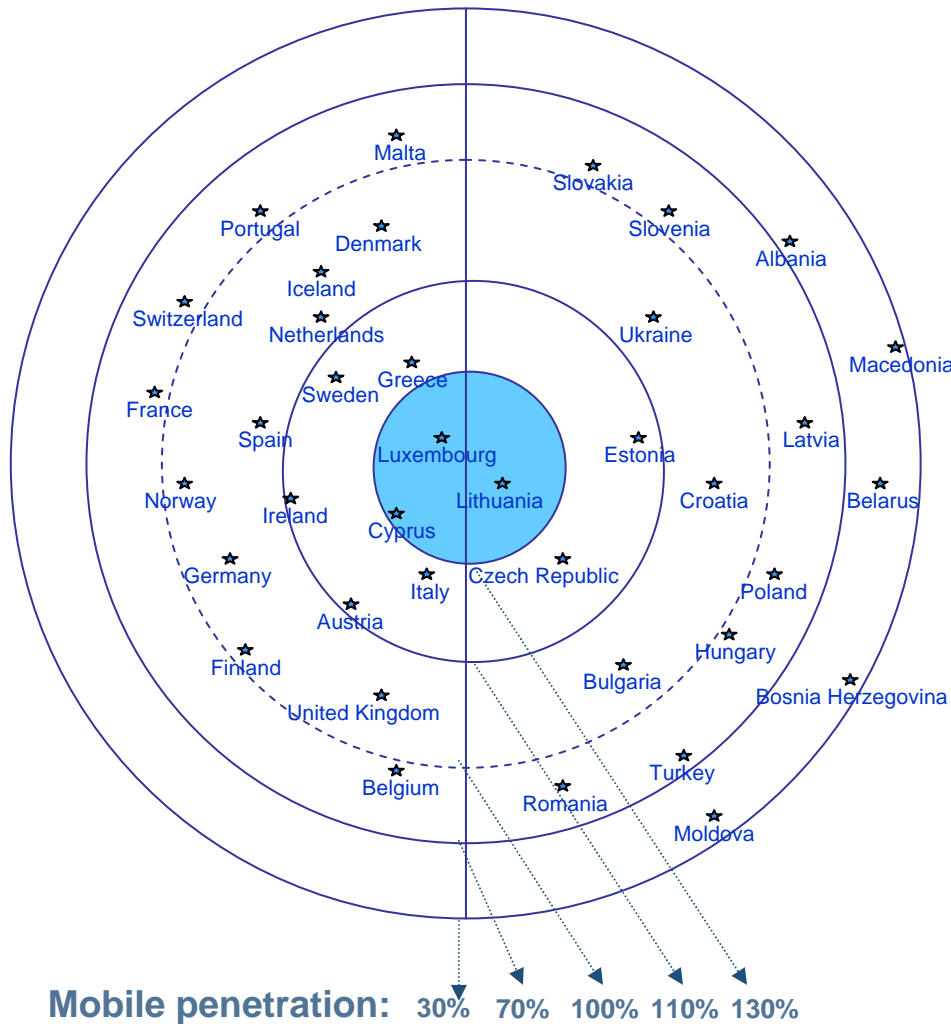 Malta
Slovakia
Portugal
Slovenia
Denmark
Albania
Iceland
Switzerland
Netherlands
Ukraine
Macedonia
Greece
Sweden
France
Spain
Latvia
Luxembourg
Estonia
Norway
Lithuania
Croatia
Belarus
Ireland
Cyprus
Germany
Italy
Czech Republic
Poland
Austria
Hungary
Finland
Bulgaria
Bosnia Herzegovina
United Kingdom
Turkey
Belgium
Romania
Moldova
Mobile penetration: 30% 70% 100% 110% 130%